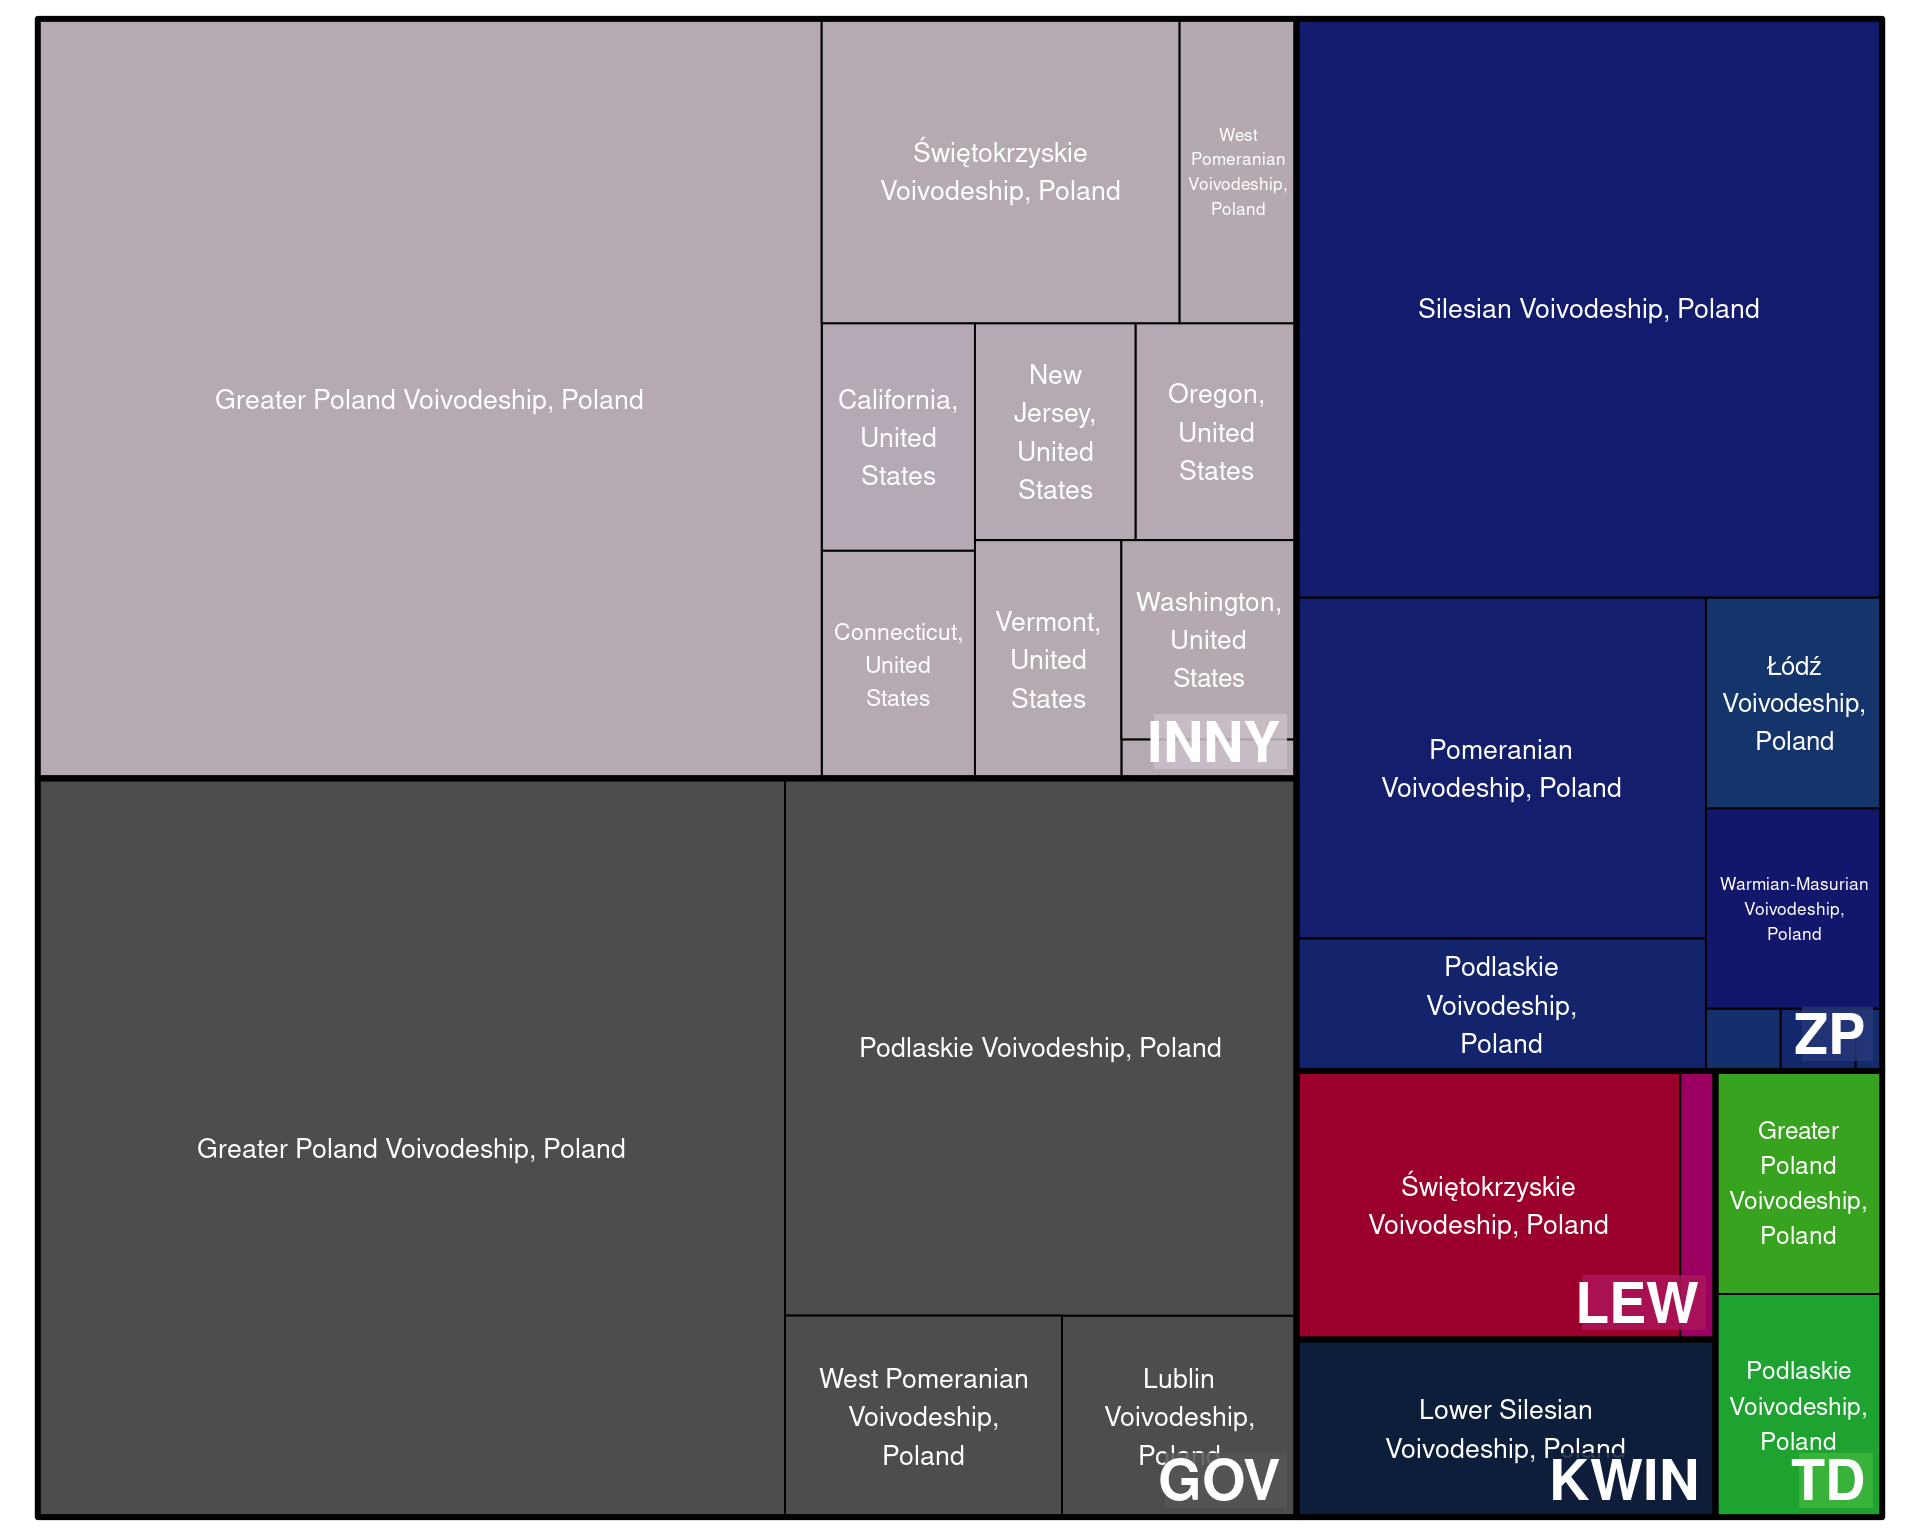 Greater Poland Voivodeship, Poland
Świętokrzyskie
Voivodeship, Poland
West
Pomeranian
Voivodeship,
Poland
California,
United
States
New
Jersey,
United
States
Oregon,
United
States
Connecticut,
United
States
Vermont,
United
States
Washington,
United
States
INNY
Greater Poland Voivodeship, Poland
Podlaskie Voivodeship, Poland
West Pomeranian
Voivodeship,
Poland
Lublin
Voivodeship,
Poland
GOV
Silesian Voivodeship, Poland
Pomeranian
Voivodeship, Poland
Łódź
Voivodeship,
Poland
Warmian-Masurian
Voivodeship,
Poland
Podlaskie
Voivodeship,
Poland
ZP
Świętokrzyskie
Voivodeship, Poland
LEW
Lower Silesian
Voivodeship, Poland
KWIN
Greater
Poland
Voivodeship,
Poland
Podlaskie
Voivodeship,
Poland
TD